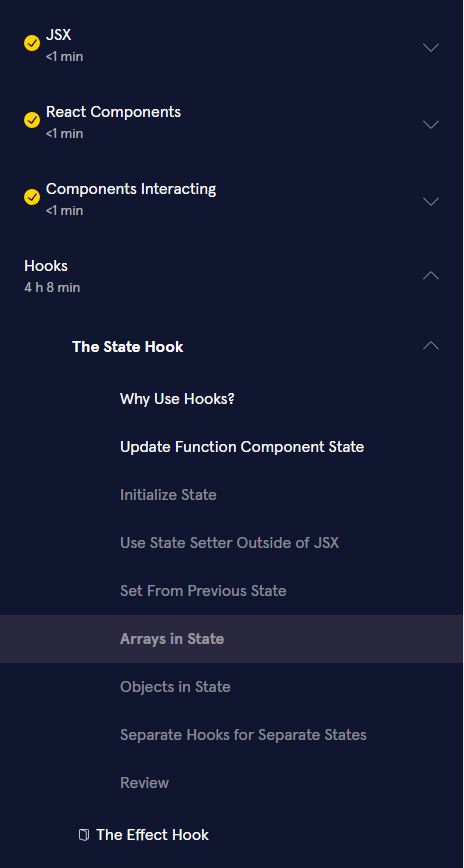 JSX
<1 min
React Components
<1 min
Components Interacting
<1 min
Hooks
4 h 8 min
The State Hook
Why Use Hooks?
Update Function Component State
Initialize State
Use State Setter Outside of JSX
Set From Previous State
Arrays in State
Objects in State
Separate Hooks for Separate States
Review
The Effect Hook